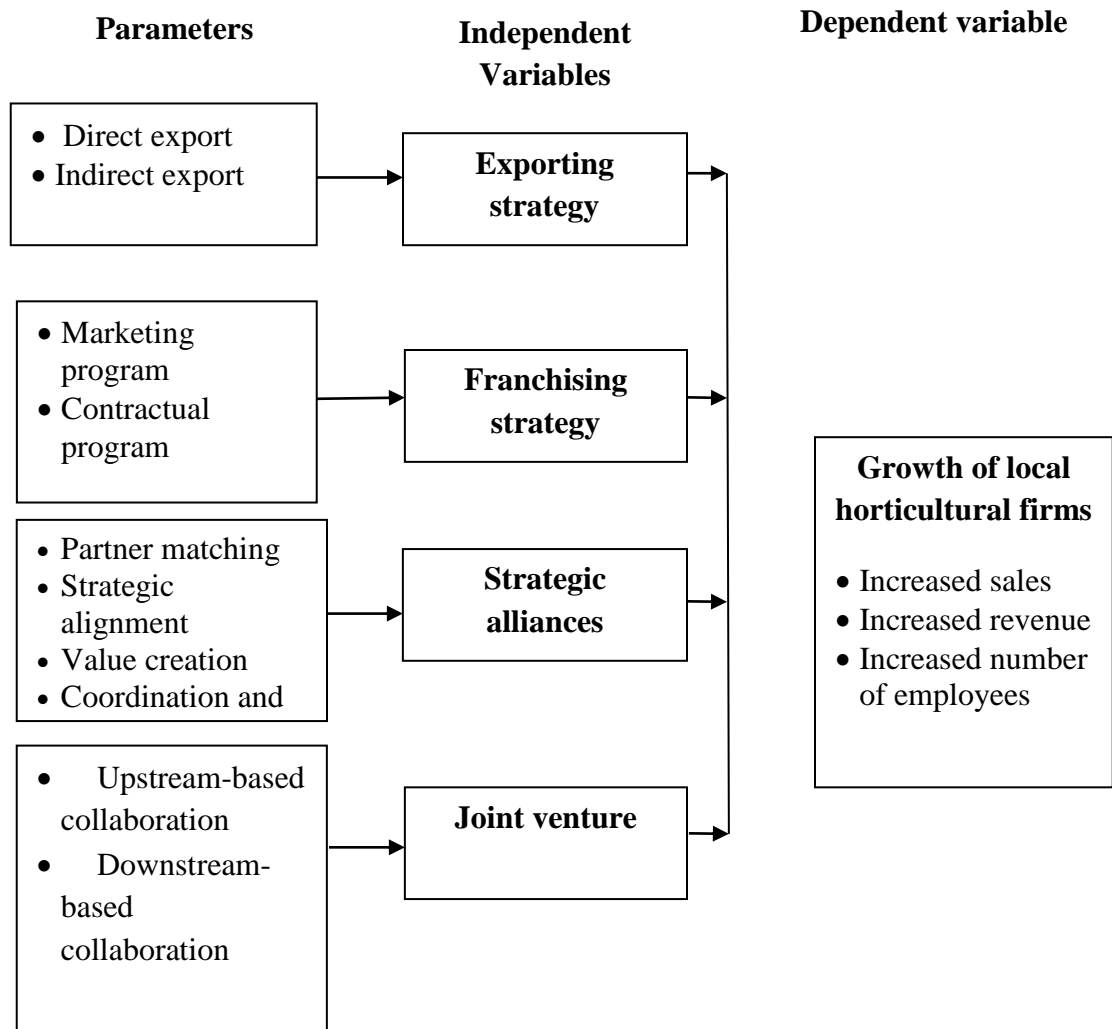 Parameters
Independent
Variables
Dependent variable
• Direct export
• Indirect export
Exporting
strategy
• Marketing
program
• Contractual
program
Franchising
strategy
• Partner matching
• Strategic
alignment
• Value creation
• Coordination and
Strategic
alliances
• Upstream-based
collaboration
• Downstream-
based
collaboration
Joint venture
Growth of local
horticultural firms
• Increased sales
• Increased revenue
• Increased number
of employees